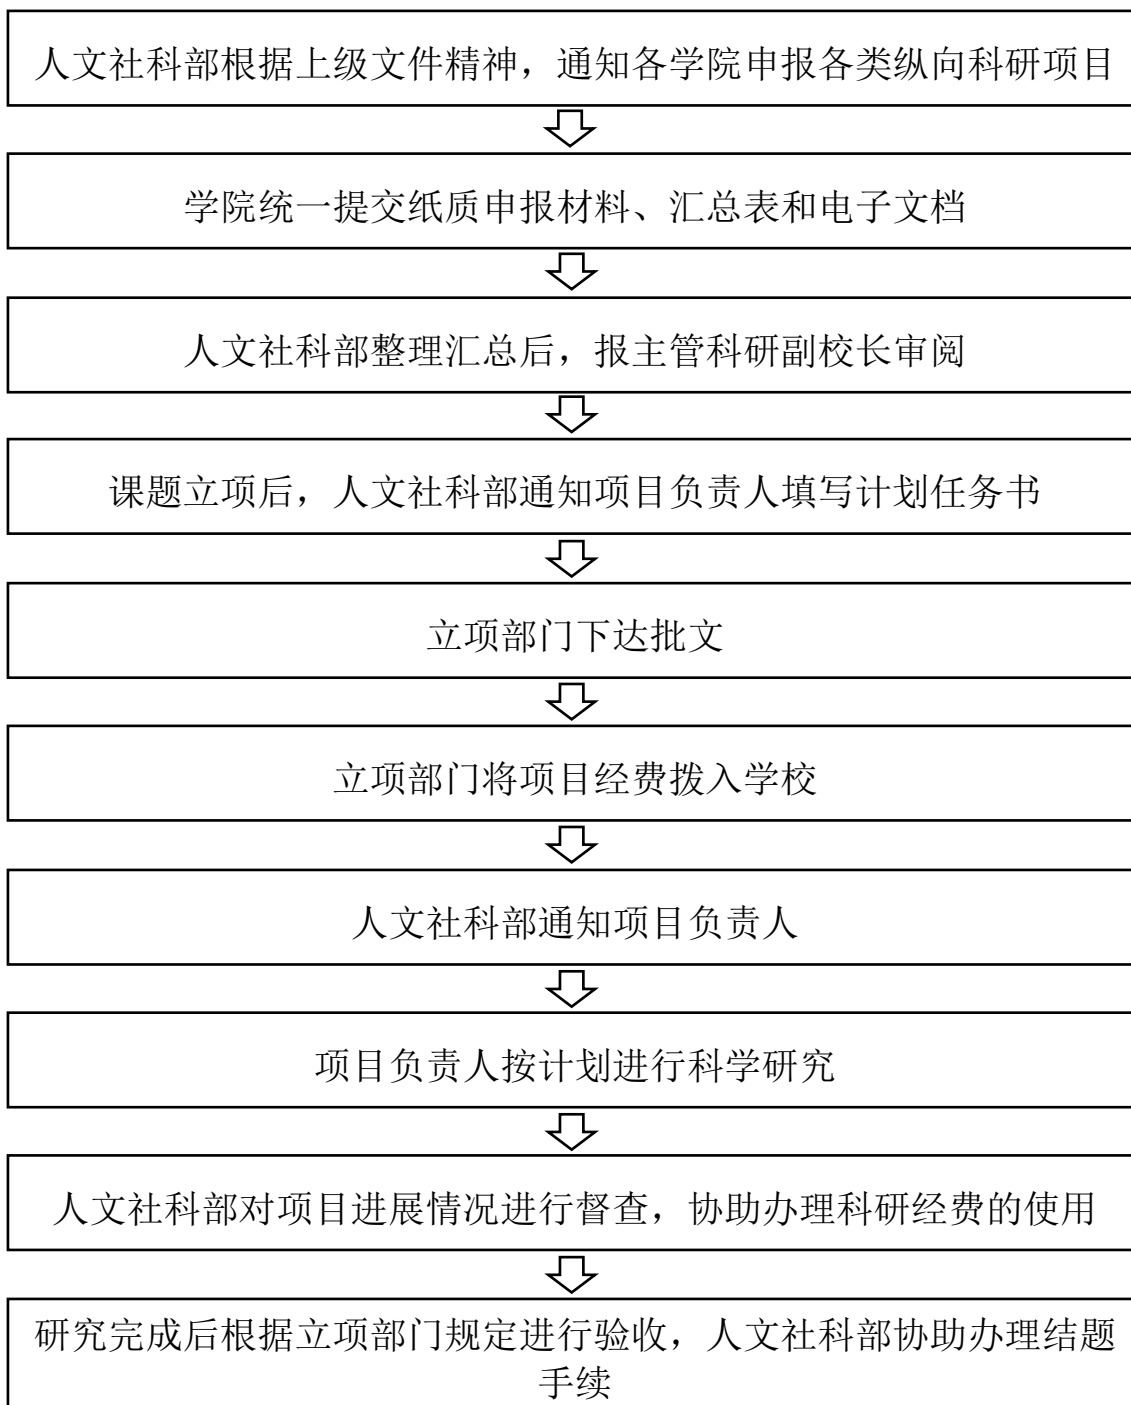 人文社科部根据上级文件精神，通知各学院申报各类纵向科研项目
学院统一提交纸质申报材料、汇总表和电子文档
人文社科部整理汇总后，报主管科研副校长审阅
课题立项后，人文社科部通知项目负责人填写计划任务书
立项部门下达批文
立项部门将项目经费拨入学校
人文社科部通知项目负责人
项目负责人按计划进行科学研究
人文社科部对项目进展情况进行督查，协助办理科研经费的使用
研究完成后根据立项部门规定进行验收，人文社科部协助办理结题
手续